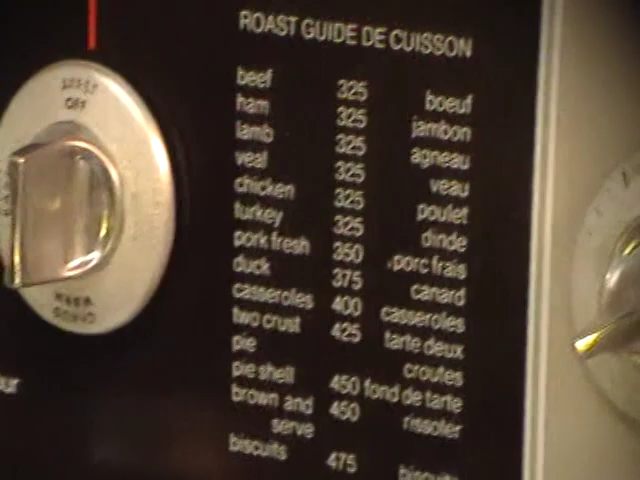 ROAST GUIDE DE CUISSON
beef 325 boeuf
ham 325 jambon
lamb 325 agneau
veal 325 veau
chicken 325 poulet
turkey 325 dinde
pork fresh 350 porc frais
duck 375 canard
casseroles 400 casseroles
two crust 425 tarte deux
pie croutes
pie shell 450 fond de tarte
brown and 450 rissoler
serve
biscuits 475 biscuits
OFF